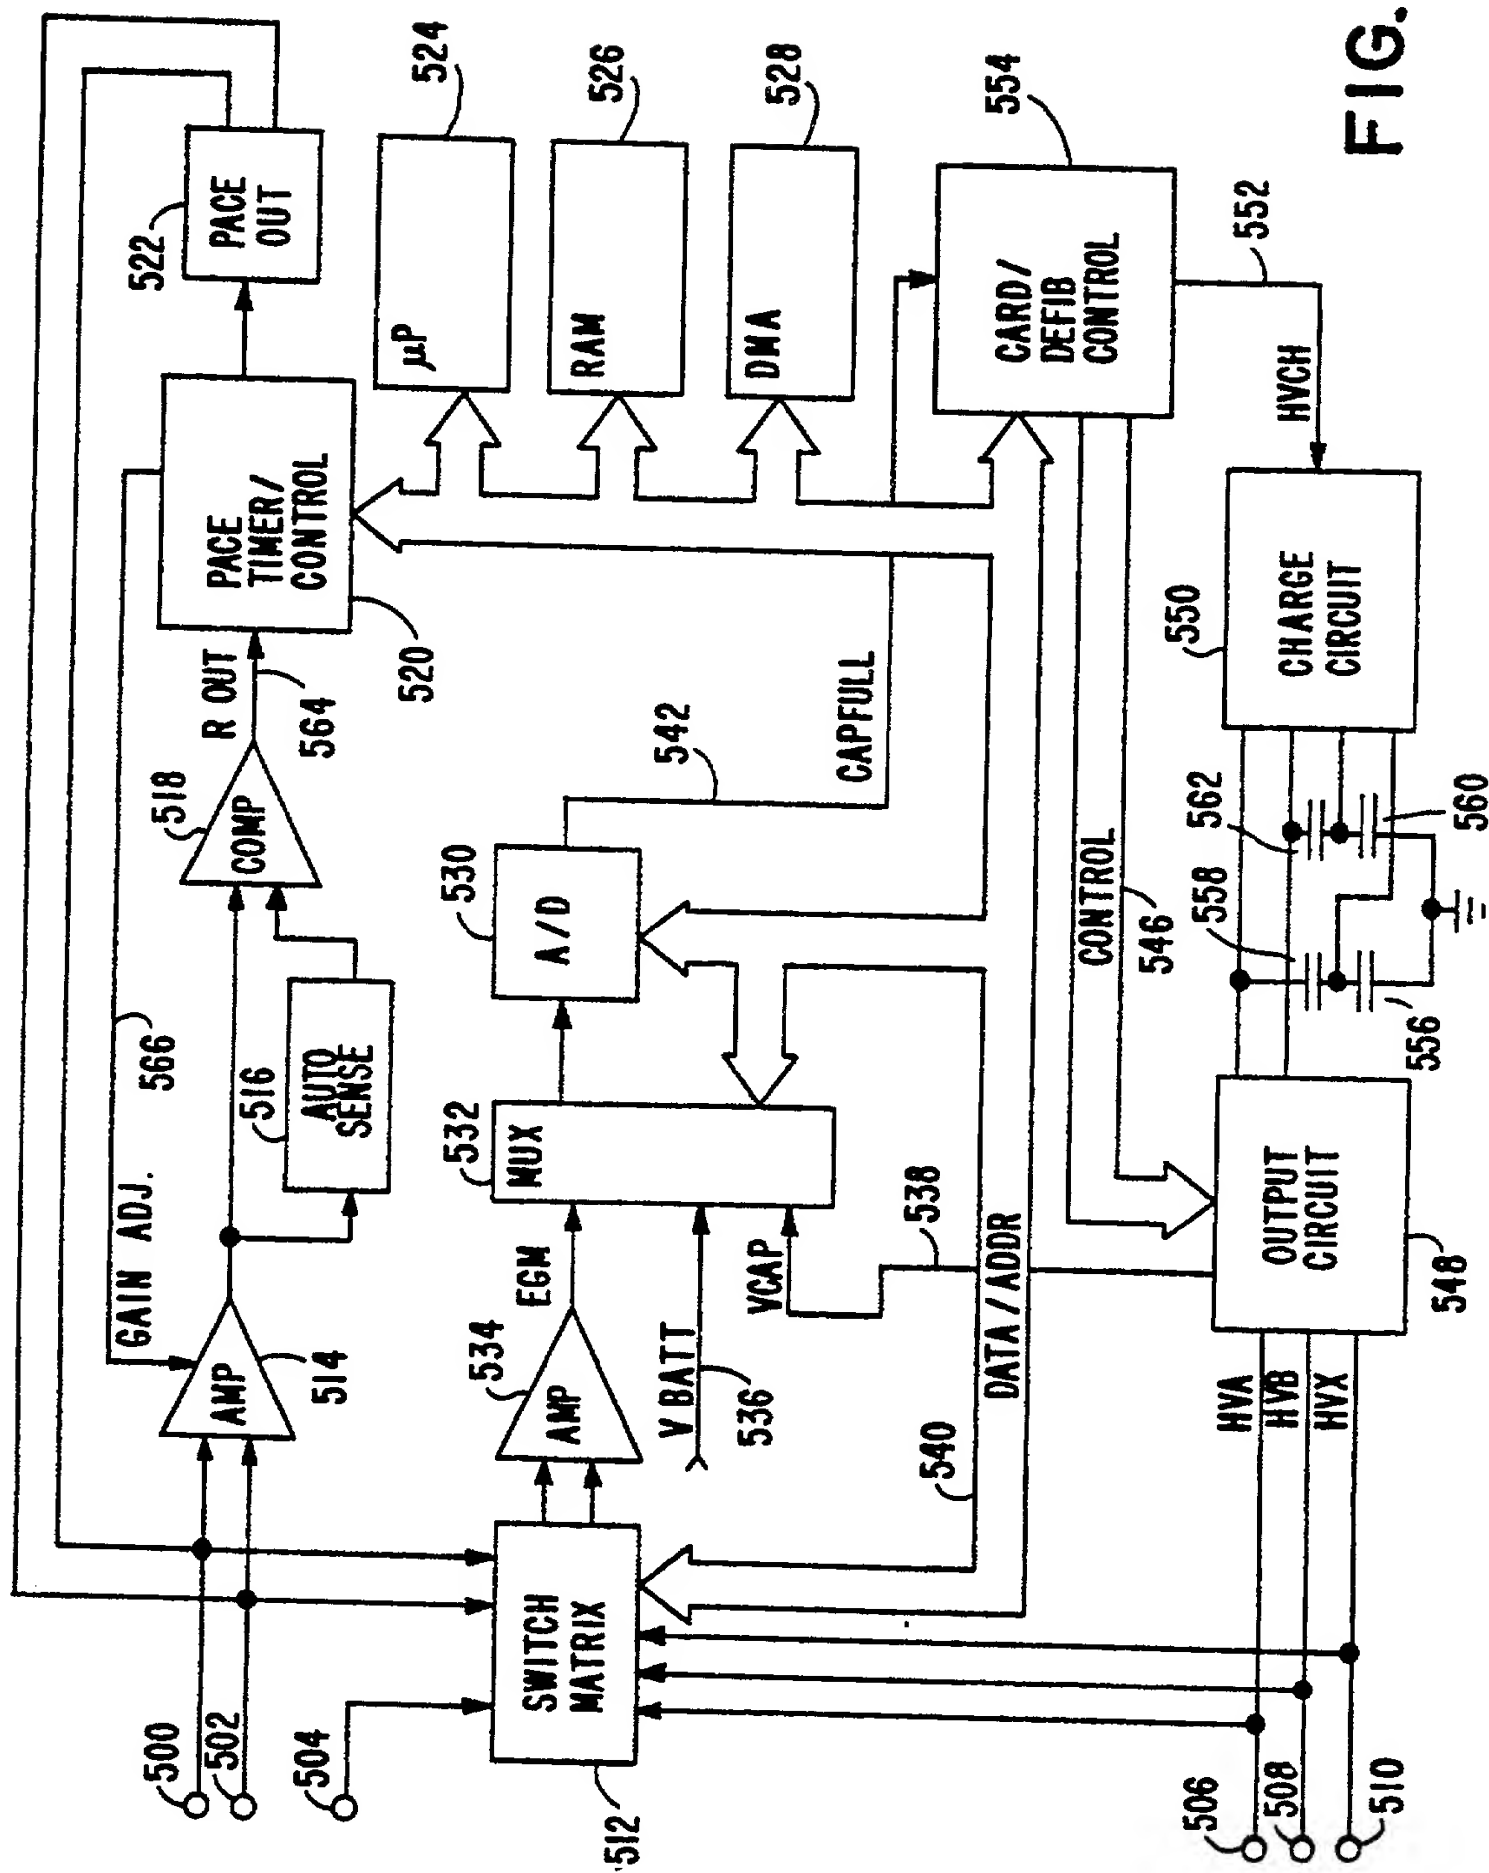 500
502
504
506
508
510
512
SWITCH
MATRIX
AMP
514
GAIN ADJ.
566
516
AUTO
SENSE
518
COMP
R OUT
564
520
PACE
TIMER/
CONTROL
522
PACE
OUT
534
AMP
EGM
V BATT
536
VCAP
538
532
MUX
530
A/D
542
CAPFULL
µP
524
RAM
526
DMA
528
540
DATA/ADDR
CONTROL
546
CARD/
DEFIB
CONTROL
554
552
HVCH
HVA
HVB
HVX
OUTPUT
CIRCUIT
548
556
558
562
560
550
CHARGE
CIRCUIT
FIG.